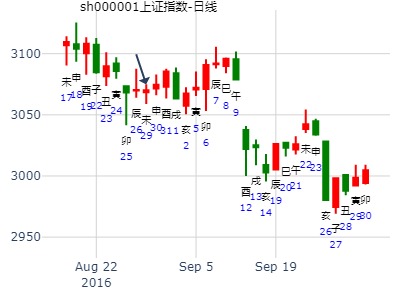 sh000001上证指数-日线
3100
3050
3000
2950
未
17
申
18
酉
19
子
22
丑
23
寅
24
卯
25
辰
26
未
29
申
30
酉
31
戌
1
亥
2
寅
5
卯
6
辰
7
巳
8
午
9
酉
12
戌
13
亥
14
辰
19
巳
20
午
21
未
22
申
23
亥
26
子
27
丑
28
寅
29
卯
30
Aug 22
2016
Sep 5
Sep 19